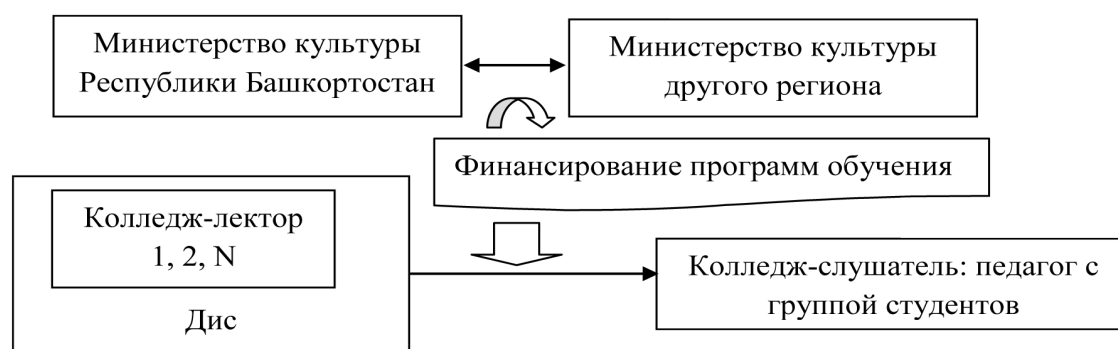 Министерство культуры
Республики Башкортостан
Министерство культуры
другого региона
Финансирование программ обучения
Колледж-лектор
1, 2, N
Дис
Колледж-слушатель: педагог с
группой студентов